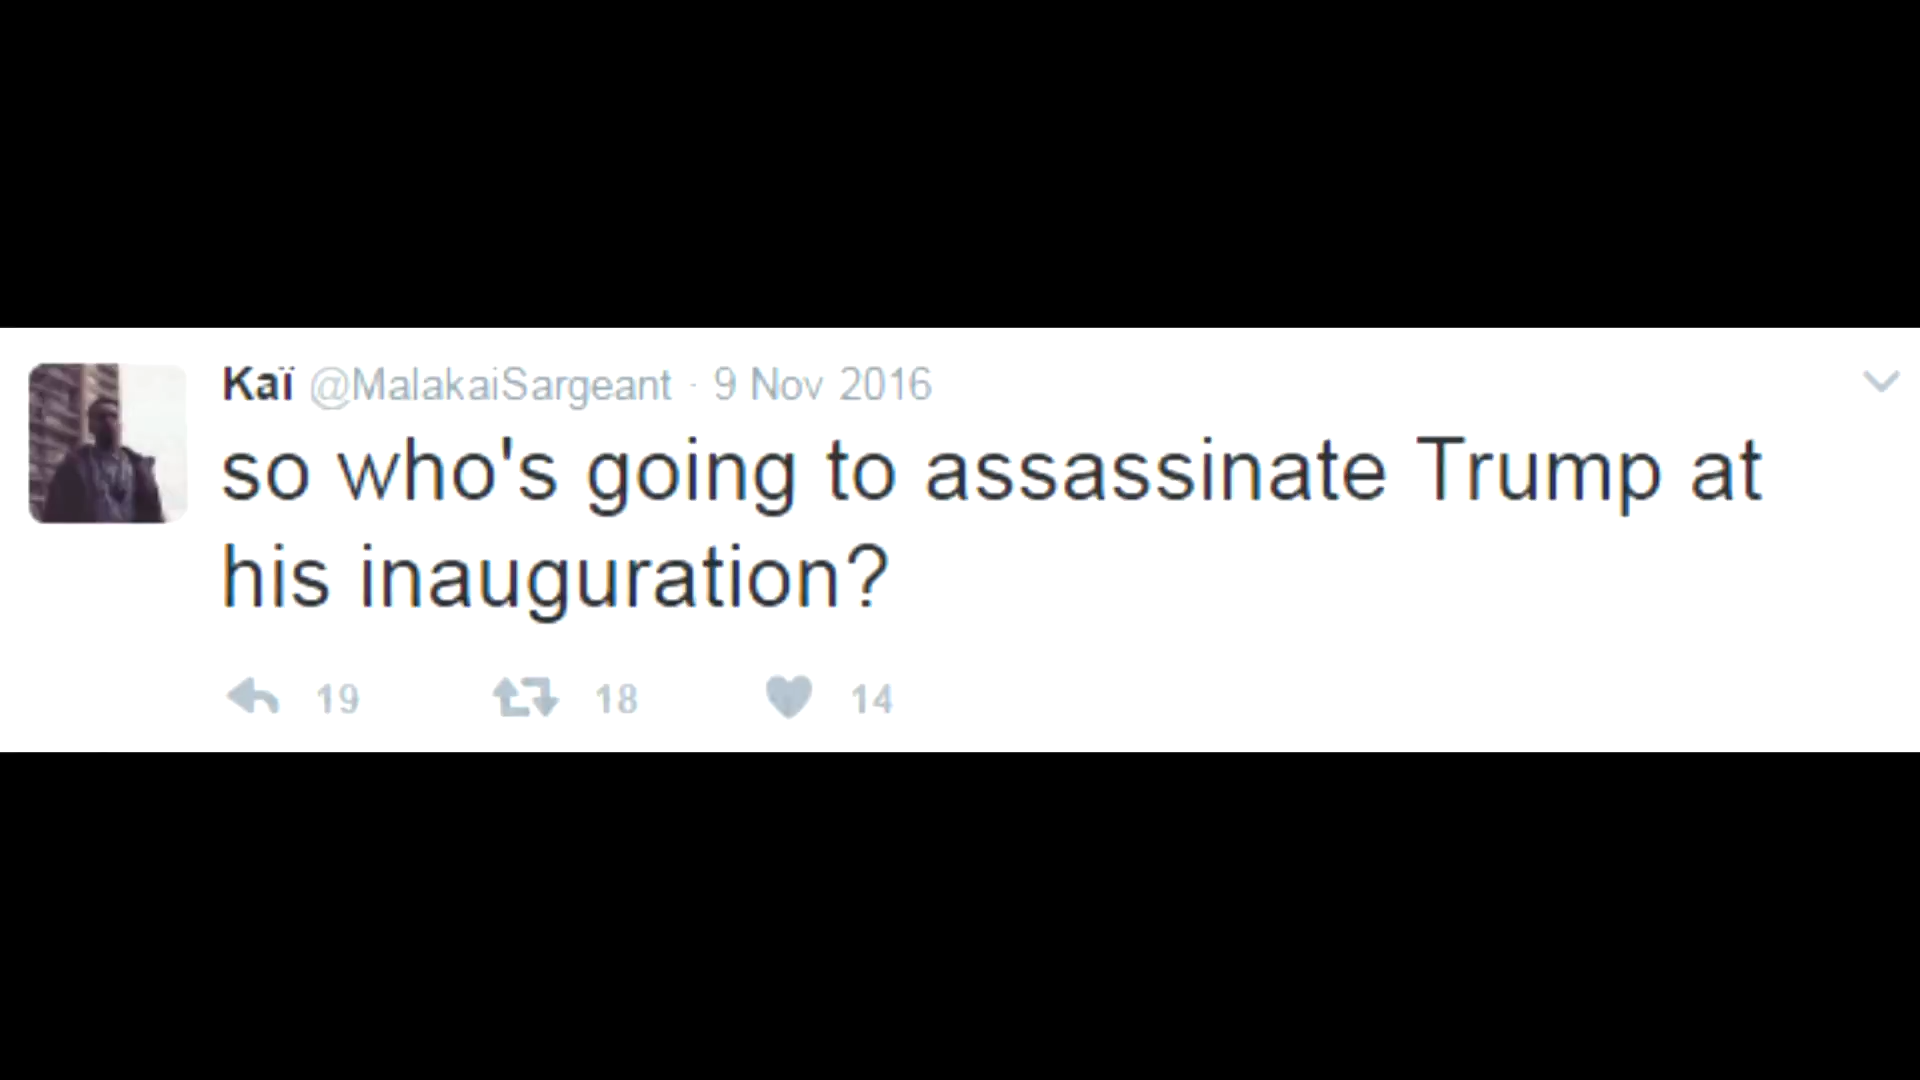 Kaï @MalakaiSargeant · 9 Nov 2016
so who's going to assassinate Trump at
his inauguration?
19 18 14